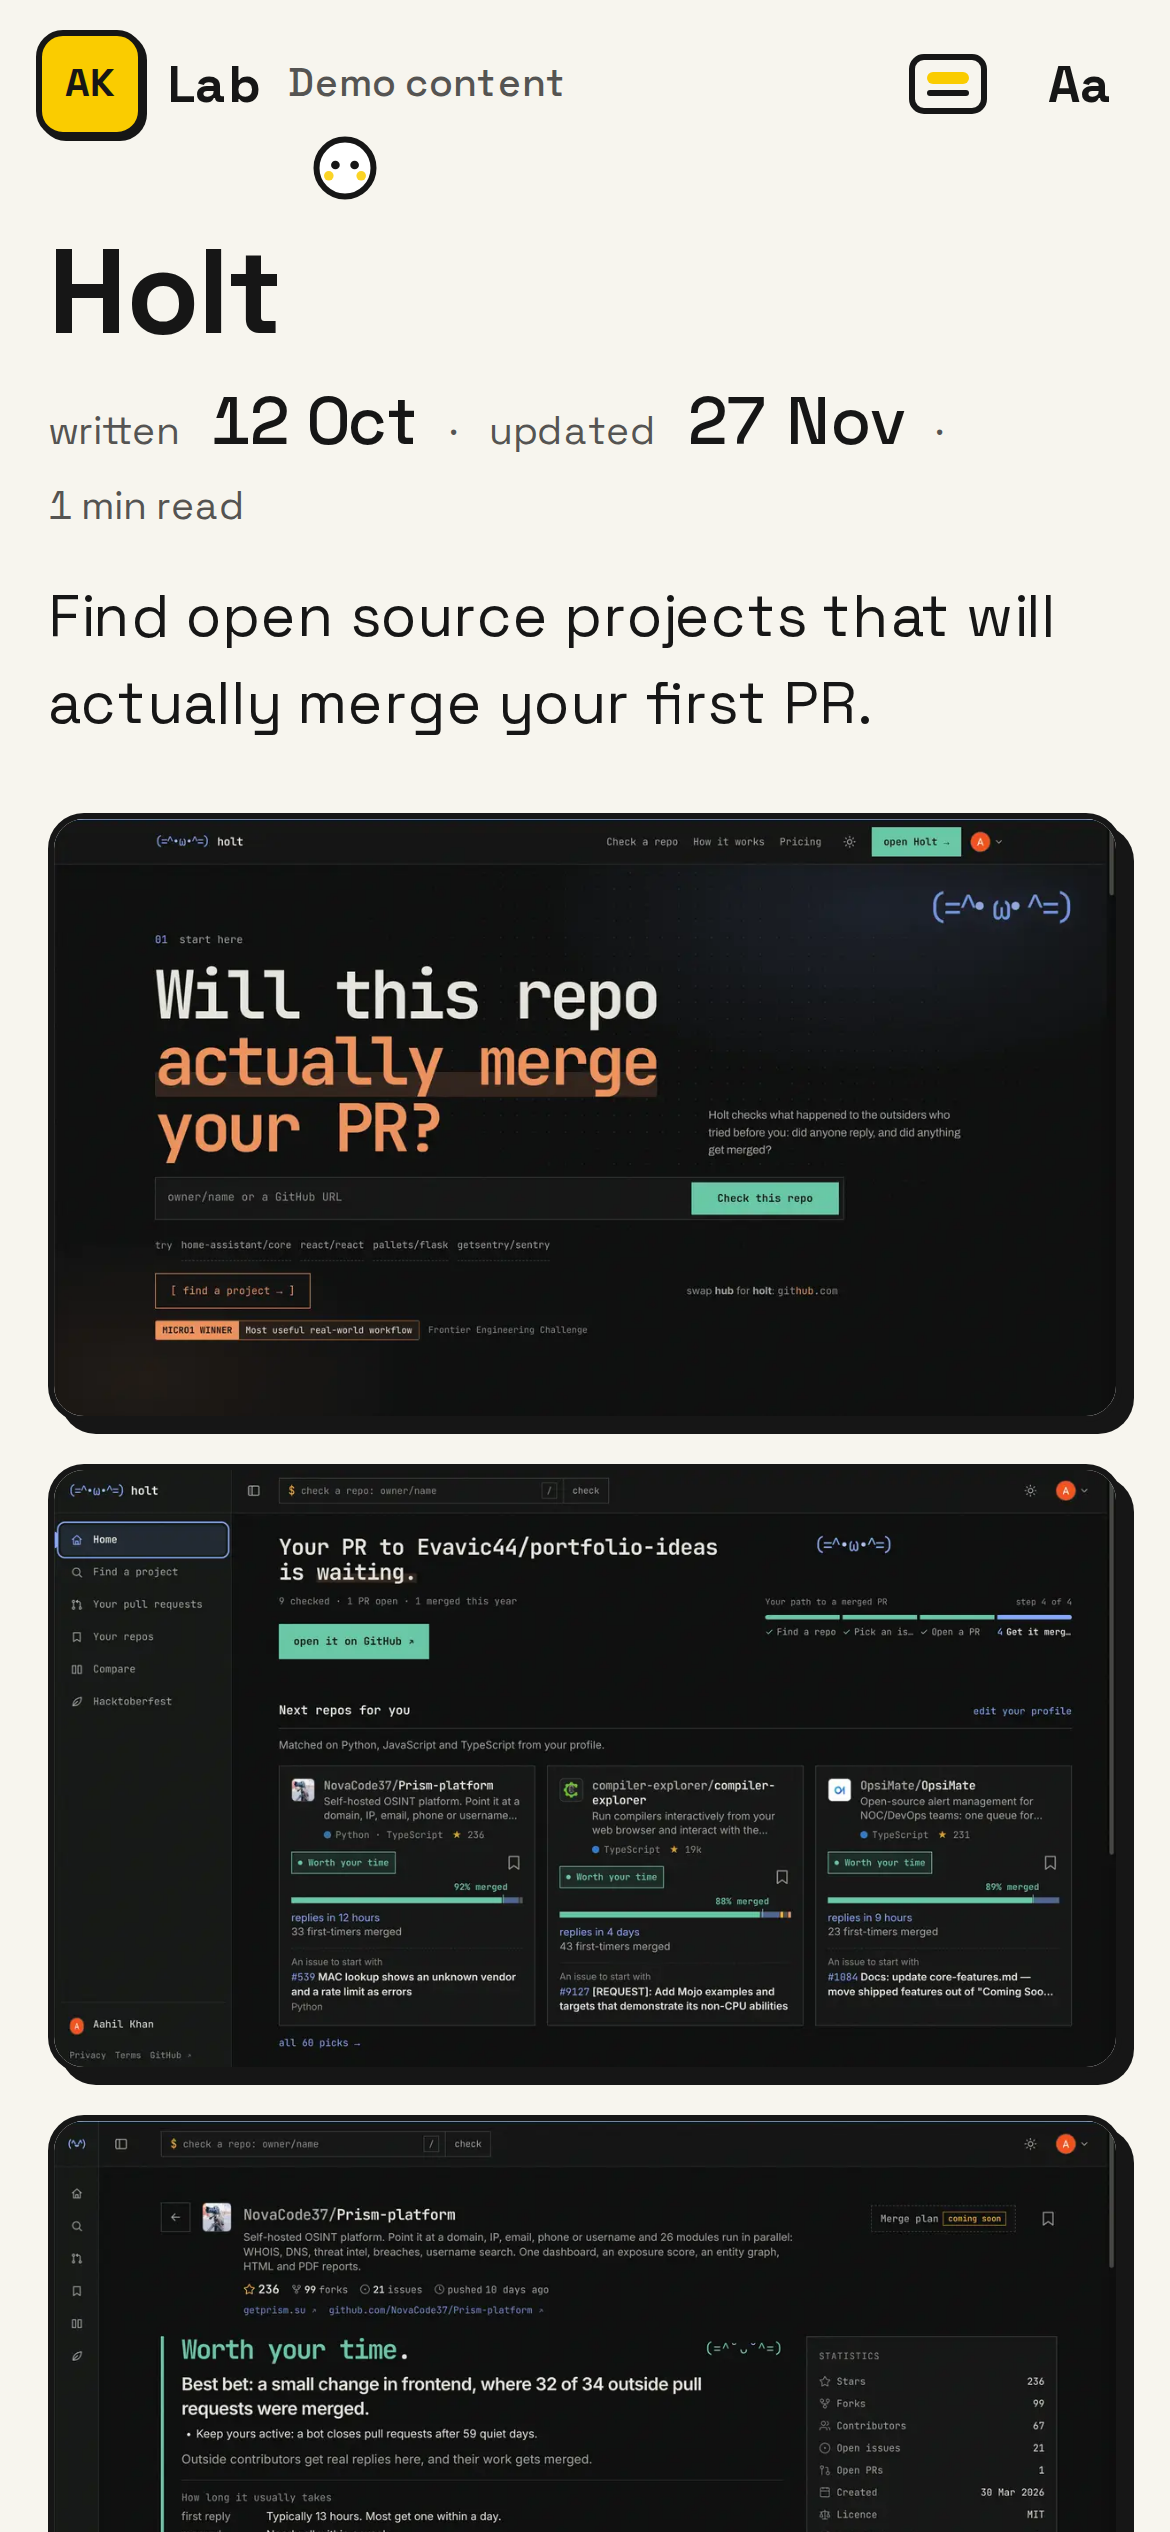 AK Lab Demo content Aa
Holt
written 12 Oct · updated 27 Nov ·
1 min read
Find open source projects that will
actually merge your first PR.
(=^•ω•^=) holt Check a repo How it works Pricing open Holt → A
(=^• ω• ^=)
01 start here
Will this repo
actually merge
your PR?
Holt checks what happened to the outsiders who
tried before you: did anyone reply, and did anything
get merged?
owner/name or a GitHub URL Check this repo
try home-assistant/core react/react pallets/flask getsentry/sentry
[ find a project → ] swap hub for holt: github.com
MICRO1 WINNER Most useful real-world workflow Frontier Engineering Challenge
(=^•ω•^=) holt $ check a repo: owner/name / check A
Home
Find a project
Your pull requests
Your repos
Compare
Hacktoberfest
Aahil Khan
Privacy Terms GitHub ↗
Your PR to Evavic44/portfolio-ideas
is waiting.
(=^•ω•^=)
9 checked · 1 PR open · 1 merged this year
open it on GitHub ↗
Your path to a merged PR step 4 of 4
✓ Find a repo ✓ Pick an is… ✓ Open a PR 4 Get it merg…
Next repos for you edit your profile
Matched on Python, JavaScript and TypeScript from your profile.
NovaCode37/Prism-platform
Self-hosted OSINT platform. Point it at a
domain, IP, email, phone or username…
Python · TypeScript ★ 236
Worth your time
92% merged
replies in 12 hours
33 first-timers merged
An issue to start with
#539 MAC lookup shows an unknown vendor
and a rate limit as errors
Python
compiler-explorer/compiler-
explorer
Run compilers interactively from your
web browser and interact with the…
TypeScript ★ 19k
Worth your time
88% merged
replies in 4 days
43 first-timers merged
An issue to start with
#9127 [REQUEST]: Add Mojo examples and
targets that demonstrate its non-CPU abilities
OpsiMate/OpsiMate
Open-source alert management for
NOC/DevOps teams: one queue for…
TypeScript ★ 231
Worth your time
89% merged
replies in 9 hours
23 first-timers merged
An issue to start with
#1084 Docs: update core-features.md —
move shipped features out of "Coming Soo…
all 60 picks →
$ check a repo: owner/name / check A
← NovaCode37/Prism-platform Merge plan coming soon
Self-hosted OSINT platform. Point it at a domain, IP, email, phone or username and 26 modules run in parallel:
WHOIS, DNS, threat intel, breaches, username search. One dashboard, an exposure score, an entity graph,
HTML and PDF reports.
236 99 forks 21 issues pushed 10 days ago
getprism.su ↗ github.com/NovaCode37/Prism-platform ↗
Worth your time. (=^˘ᴗ˘^=)
Best bet: a small change in frontend, where 32 of 34 outside pull
requests were merged.
• Keep yours active: a bot closes pull requests after 59 quiet days.
Outside contributors get real replies here, and their work gets merged.
How long it usually takes
first reply Typically 13 hours. Most get one within a day.
STATISTICS
Stars 236
Forks 99
Contributors 67
Open issues 21
Open PRs 1
Created 30 Mar 2026
Licence MIT